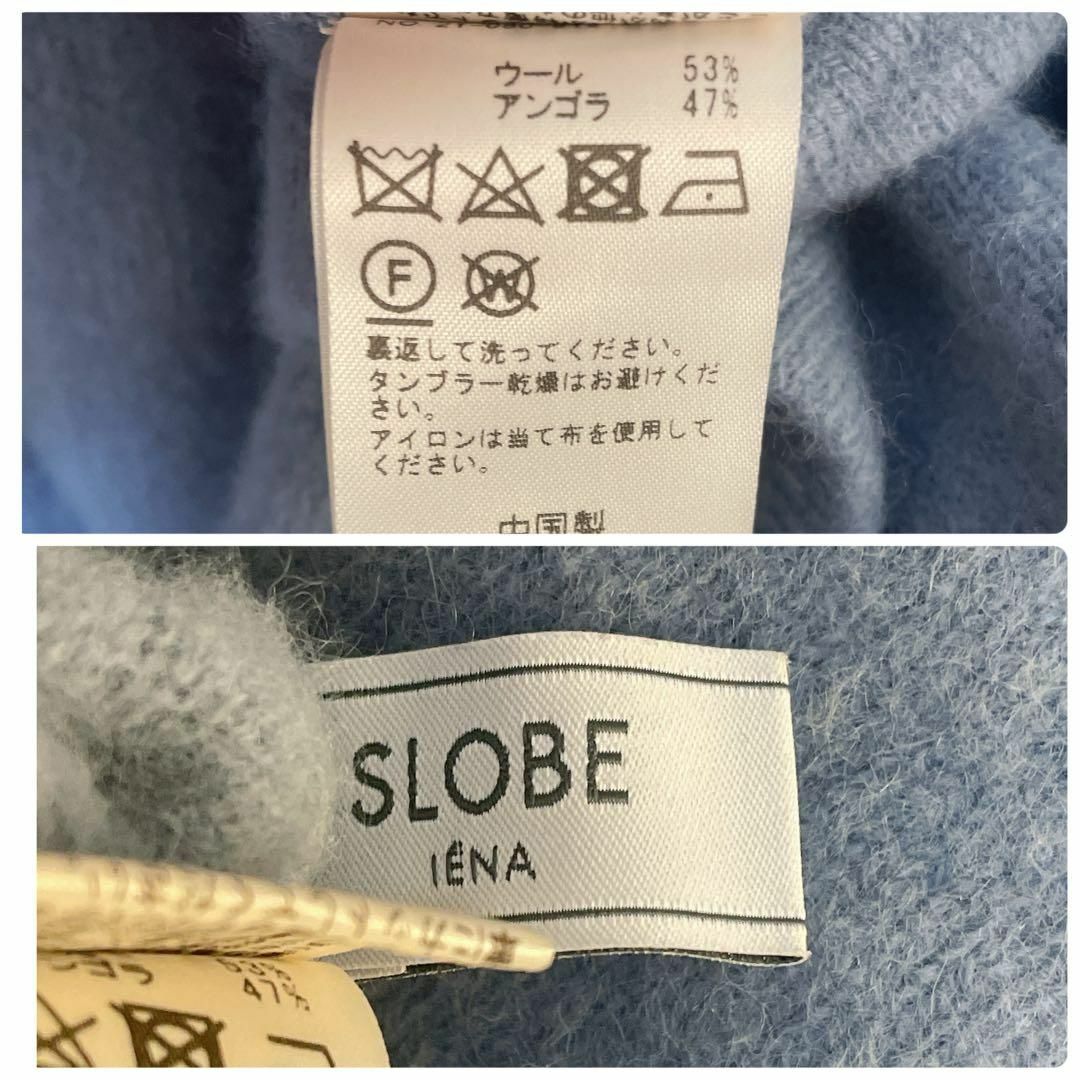 ウール 53%
アンゴラ 47%
F
W
裏返して洗ってください。
タンブラー乾燥はお避けくだ
さい。
アイロンは当て布を使用して
ください。
中国製
SLOBE
IÉNA
53%
47%